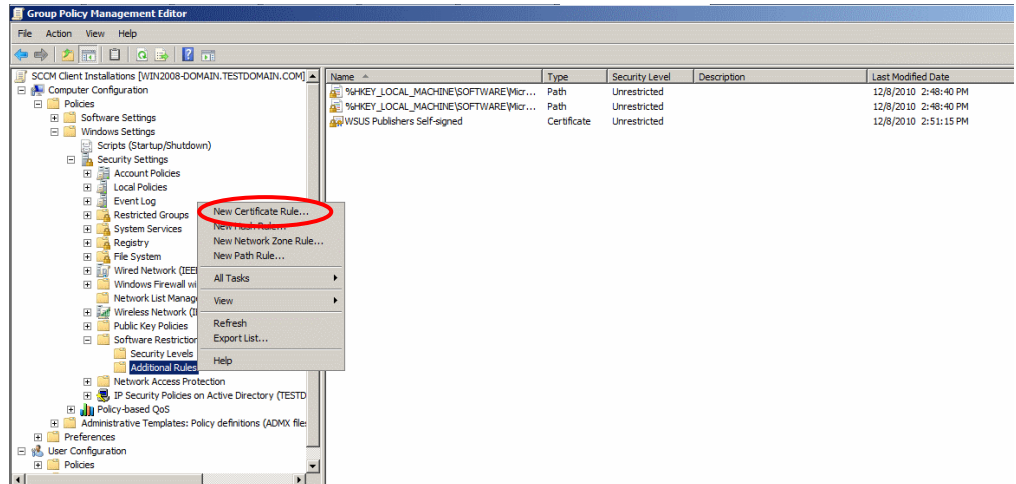 Group Policy Management Editor
File Action View Help
SCCM Client Installations [WIN2008-DOMAIN.TESTDOMAIN.COM]
Computer Configuration
Policies
Software Settings
Windows Settings
Scripts (Startup/Shutdown)
Security Settings
Account Policies
Local Policies
Event Log
Restricted Groups
System Services
Registry
File System
Wired Network (IEE
Windows Firewall wi
Network List Manag
Wireless Network (I
Public Key Policies
Software Restriction
Security Levels
Additional Rules
Network Access Protection
IP Security Policies on Active Directory (TESTD
Policy-based QoS
Administrative Templates: Policy definitions (ADMX file
Preferences
User Configuration
Policies
New Certificate Rule...
New Hash Rule...
New Network Zone Rule...
New Path Rule...
All Tasks
View
Refresh
Export List...
Help
Name Type Security Level Description Last Modified Date
%HKEY_LOCAL_MACHINE\SOFTWARE\Micr... Path Unrestricted 12/8/2010 2:48:40 PM
%HKEY_LOCAL_MACHINE\SOFTWARE\Micr... Path Unrestricted 12/8/2010 2:48:40 PM
WSUS Publishers Self-signed Certificate Unrestricted 12/8/2010 2:51:15 PM